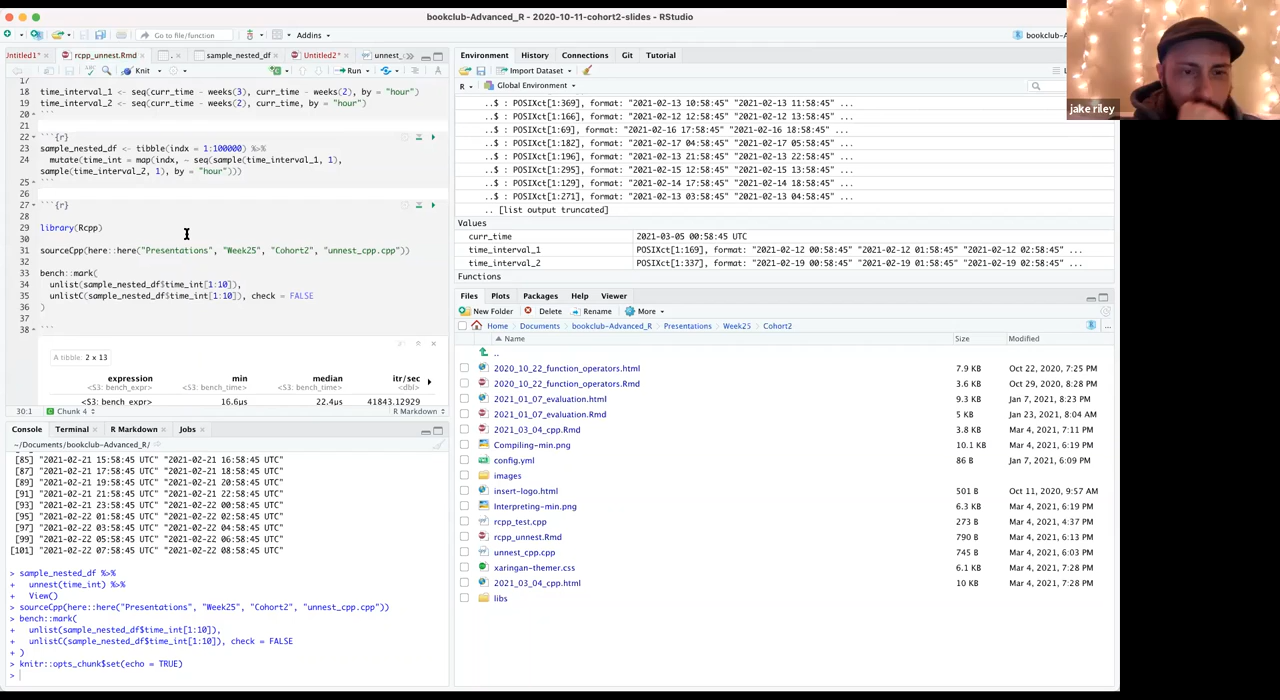 bookclub-Advanced_R - 2020-10-11-cohort2-slides - RStudio
Go to file/function
Addins
Untitled1*
rcpp_unnest.Rmd
sample_nested_df
Untitled2*
unnest_
Knit
Run
17
18 time_interval_1 <- seq(curr_time - weeks(3), curr_time - weeks(2), by = "hour")
19 time_interval_2 <- seq(curr_time - weeks(2), curr_time, by = "hour")
20 ```
21
22 ```{r}
23 sample_nested_df <- tibble(indx = 1:100000) %>%
24 mutate(time_int = map(indx, ~ seq(sample(time_interval_1, 1),
sample(time_interval_2, 1), by = "hour")))
25 ```
26
27 ```{r}
28
29 library(Rcpp)
30
31 sourceCpp(here::here("Presentations", "Week25", "Cohort2", "unnest_cpp.cpp"))
32
33 bench::mark(
34 unlist(sample_nested_df$time_int[1:10]),
35 unlistC(sample_nested_df$time_int[1:10]), check = FALSE
36 )
37
38 ```
A tibble: 2 x 13
expression min median itr/sec
<S3: bench_expr> <S3: bench_time> <S3: bench_time> <dbl>
<S3: bench_expr> 16.6µs 22.4µs 41843.12929
30:1 Chunk 4 R Markdown
Console Terminal R Markdown Jobs
~/Documents/bookclub-Advanced_R/
[85] "2021-02-21 15:58:45 UTC" "2021-02-21 16:58:45 UTC"
[87] "2021-02-21 17:58:45 UTC" "2021-02-21 18:58:45 UTC"
[89] "2021-02-21 19:58:45 UTC" "2021-02-21 20:58:45 UTC"
[91] "2021-02-21 21:58:45 UTC" "2021-02-21 22:58:45 UTC"
[93] "2021-02-21 23:58:45 UTC" "2021-02-22 00:58:45 UTC"
[95] "2021-02-22 01:58:45 UTC" "2021-02-22 02:58:45 UTC"
[97] "2021-02-22 03:58:45 UTC" "2021-02-22 04:58:45 UTC"
[99] "2021-02-22 05:58:45 UTC" "2021-02-22 06:58:45 UTC"
[101] "2021-02-22 07:58:45 UTC" "2021-02-22 08:58:45 UTC"
> sample_nested_df %>%
+ unnest(time_int) %>%
+ View()
> sourceCpp(here::here("Presentations", "Week25", "Cohort2", "unnest_cpp.cpp"))
> bench::mark(
+ unlist(sample_nested_df$time_int[1:10]),
+ unlistC(sample_nested_df$time_int[1:10]), check = FALSE
+ )
> knitr::opts_chunk$set(echo = TRUE)
>
bookclub-A
Environment History Connections Git Tutorial
Import Dataset
R Global Environment
..$ : POSIXct[1:369], format: "2021-02-13 10:58:45" "2021-02-13 11:58:45" ...
..$ : POSIXct[1:166], format: "2021-02-12 12:58:45" "2021-02-12 13:58:45" ...
..$ : POSIXct[1:69], format: "2021-02-16 17:58:45" "2021-02-16 18:58:45" ...
..$ : POSIXct[1:182], format: "2021-02-17 04:58:45" "2021-02-17 05:58:45" ...
..$ : POSIXct[1:196], format: "2021-02-13 21:58:45" "2021-02-13 22:58:45" ...
..$ : POSIXct[1:295], format: "2021-02-15 12:58:45" "2021-02-15 13:58:45" ...
..$ : POSIXct[1:129], format: "2021-02-14 17:58:45" "2021-02-14 18:58:45" ...
..$ : POSIXct[1:271], format: "2021-02-13 03:58:45" "2021-02-13 04:58:45" ...
.. [list output truncated]
Values
curr_time 2021-03-05 00:58:45 UTC
time_interval_1 POSIXct[1:169], format: "2021-02-12 00:58:45" "2021-02-12 01:58:45" "2021-02-12 02:58:45" ...
time_interval_2 POSIXct[1:337], format: "2021-02-19 00:58:45" "2021-02-19 01:58:45" "2021-02-19 02:58:45" ...
Functions
Files Plots Packages Help Viewer
New Folder Delete Rename More
Home Documents bookclub-Advanced_R Presentations Week25 Cohort2
Name Size Modified
..
2020_10_22_function_operators.html 7.9 KB Oct 22, 2020, 7:25 PM
2020_10_22_function_operators.Rmd 3.6 KB Oct 29, 2020, 8:28 PM
2021_01_07_evaluation.html 9.3 KB Jan 7, 2021, 8:23 PM
2021_01_07_evaluation.Rmd 5 KB Jan 23, 2021, 8:04 AM
2021_03_04_cpp.Rmd 3.8 KB Mar 4, 2021, 7:11 PM
Compiling-min.png 10.1 KB Mar 4, 2021, 6:19 PM
config.yml 86 B Jan 7, 2021, 6:09 PM
images
insert-logo.html 501 B Oct 11, 2020, 9:57 AM
Interpreting-min.png 6.3 KB Mar 4, 2021, 6:19 PM
rcpp_test.cpp 273 B Mar 4, 2021, 4:37 PM
rcpp_unnest.Rmd 790 B Mar 4, 2021, 6:13 PM
unnest_cpp.cpp 745 B Mar 4, 2021, 6:03 PM
xaringan-themer.css 6.1 KB Mar 4, 2021, 7:28 PM
2021_03_04_cpp.html 10 KB Mar 4, 2021, 7:28 PM
libs
jake riley